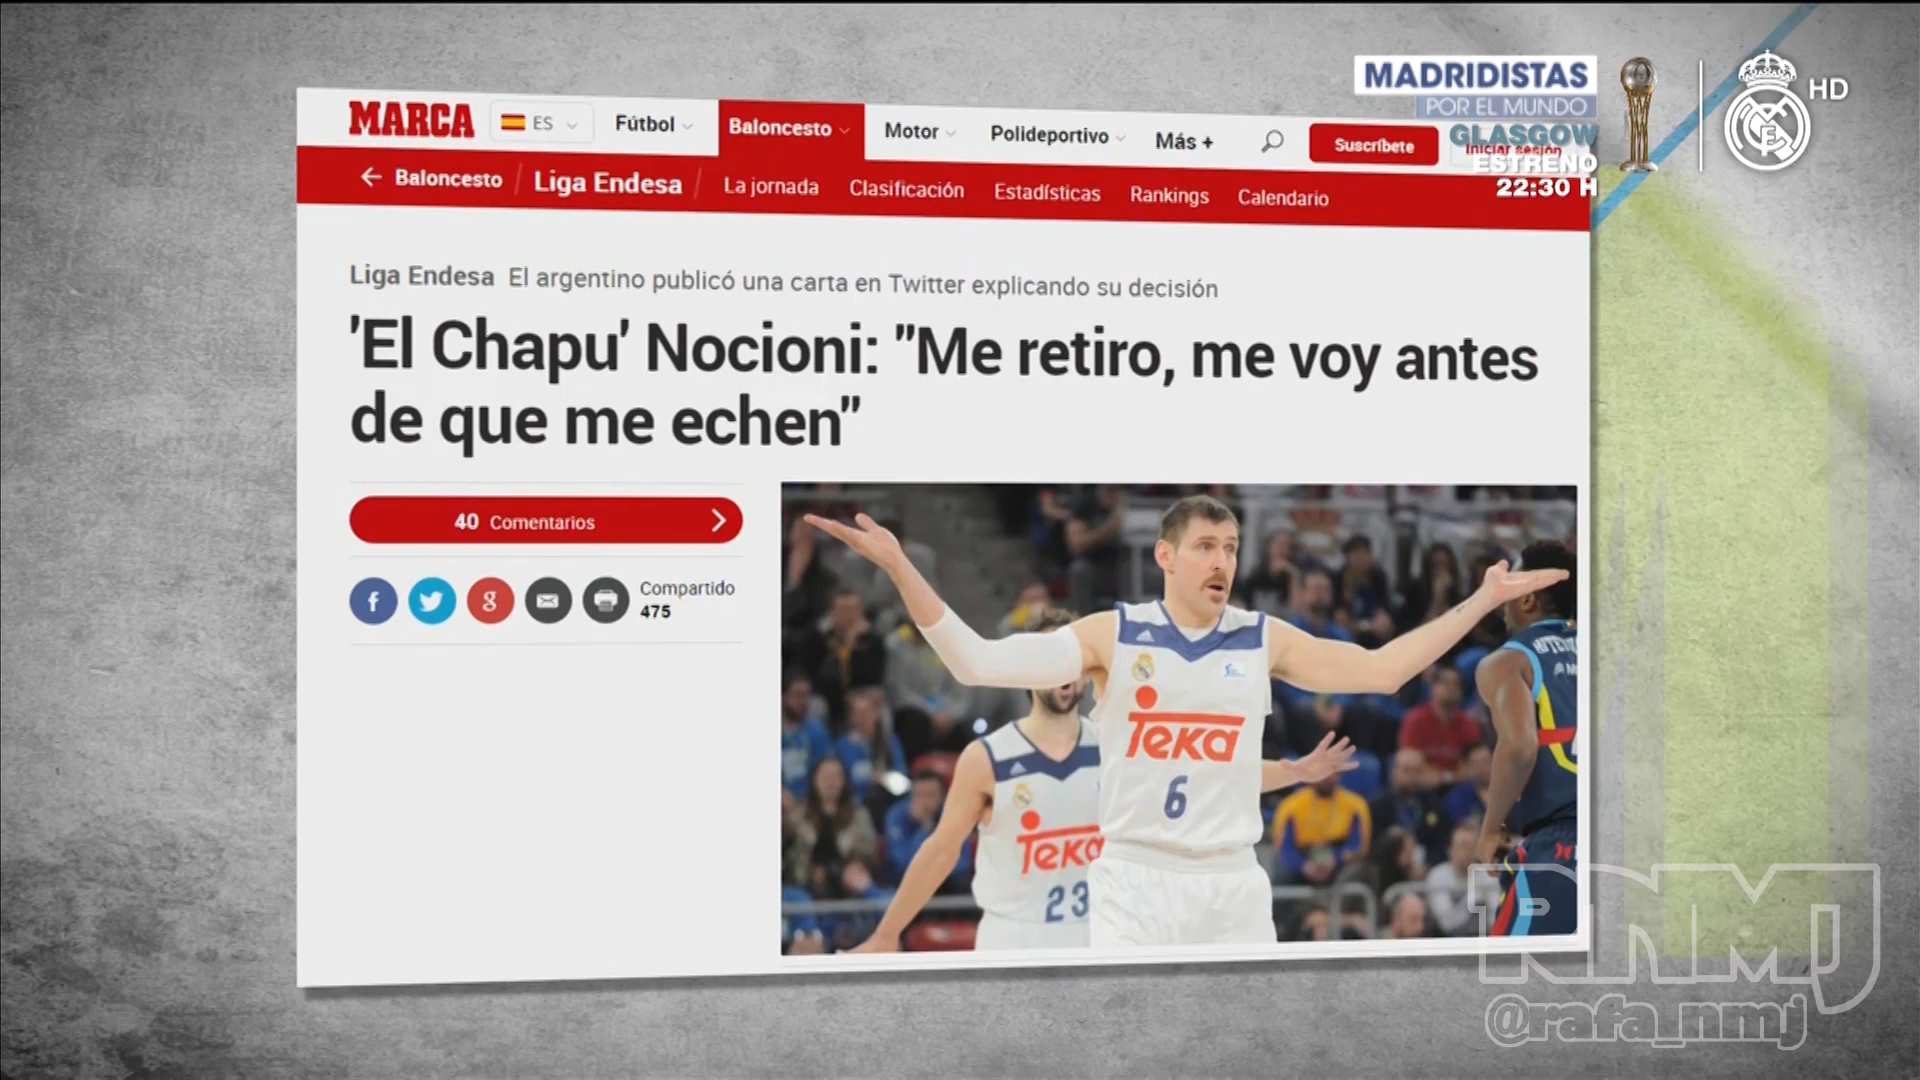 MADRIDISTAS
POR EL MUNDO
GLASGOW
ESTRENO
22:30 H
HD
MARCA
ES
Fútbol
Baloncesto
Motor
Polideportivo
Más +
Suscríbete
Iniciar sesión
← Baloncesto
Liga Endesa
La jornada
Clasificación
Estadísticas
Rankings
Calendario
Liga Endesa El argentino publicó una carta en Twitter explicando su decisión
'El Chapu' Nocioni: "Me retiro, me voy antes
de que me echen"
40 Comentarios
Compartido
475
Teka
6
Teka
23
RNMJ
@rafa_nmj